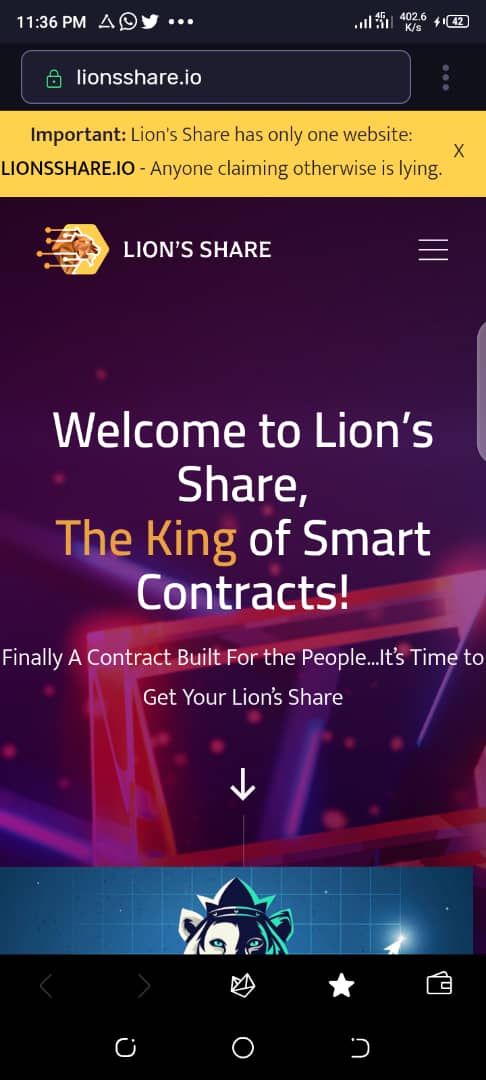 11:36 PM 4G 402.6 K/s 42
lionsshare.io
Important: Lion's Share has only one website:
LIONSSHARE.IO - Anyone claiming otherwise is lying.
X
LION'S SHARE
Welcome to Lion's
Share,
The King of Smart
Contracts!
Finally A Contract Built For the People...It's Time to
Get Your Lion's Share